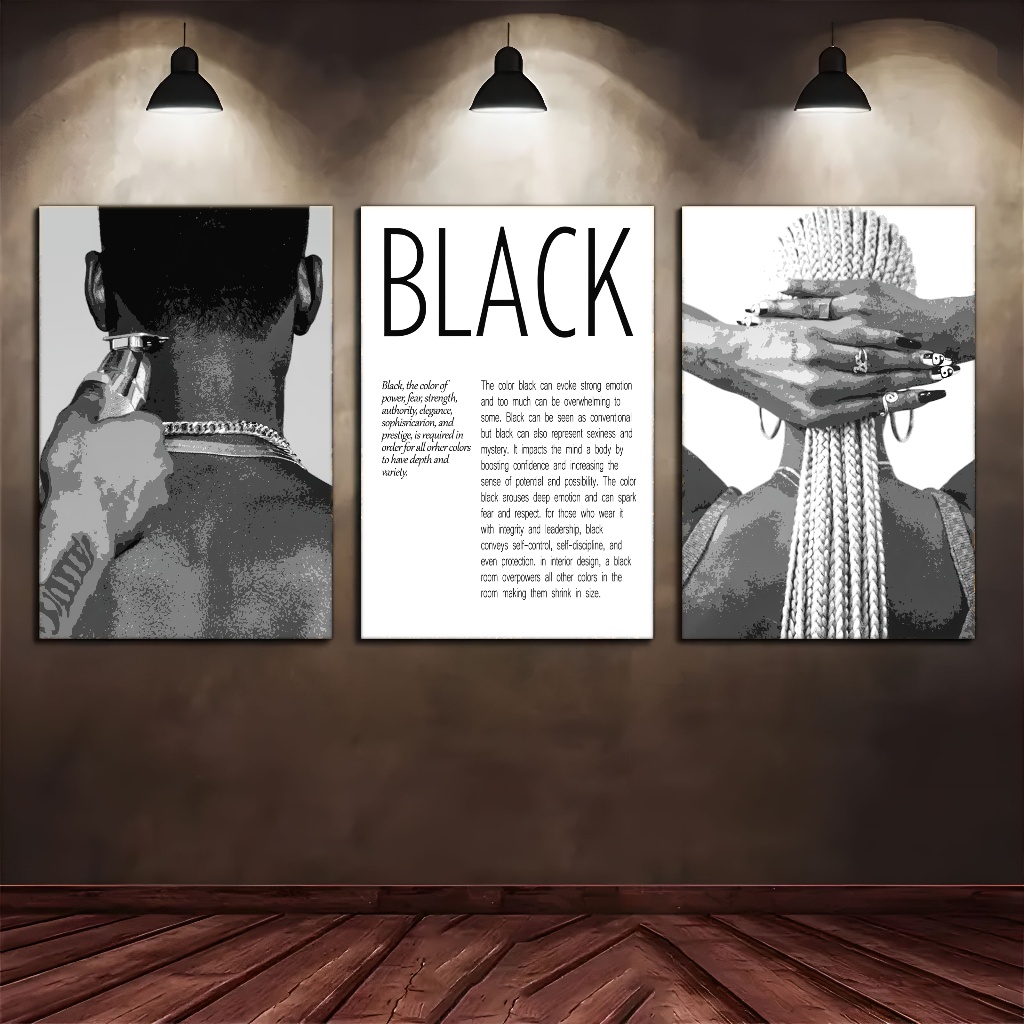 BLACK
Black, the color of
power, fear, strength,
authority, elegance,
sophisricarion, and
prestige, is required in
order for all orher colors
to have depth and
variety.
The color black can evoke strong emotion
and too much can be overwhelming to
some. Black can be seen as conventional
but black can also represent sexiness and
mystery. It impacts the mind a body by
boosting confidence and increasing the
sense of potential and possibility. The color
black arouses deep emotion and can spark
fear and respect. for those who wear it
with integrity and leadership, black
conveys self-control, self-discipline, and
even protection. in interior design, a black
room overpowers all other colors in the
room making them shrink in size.